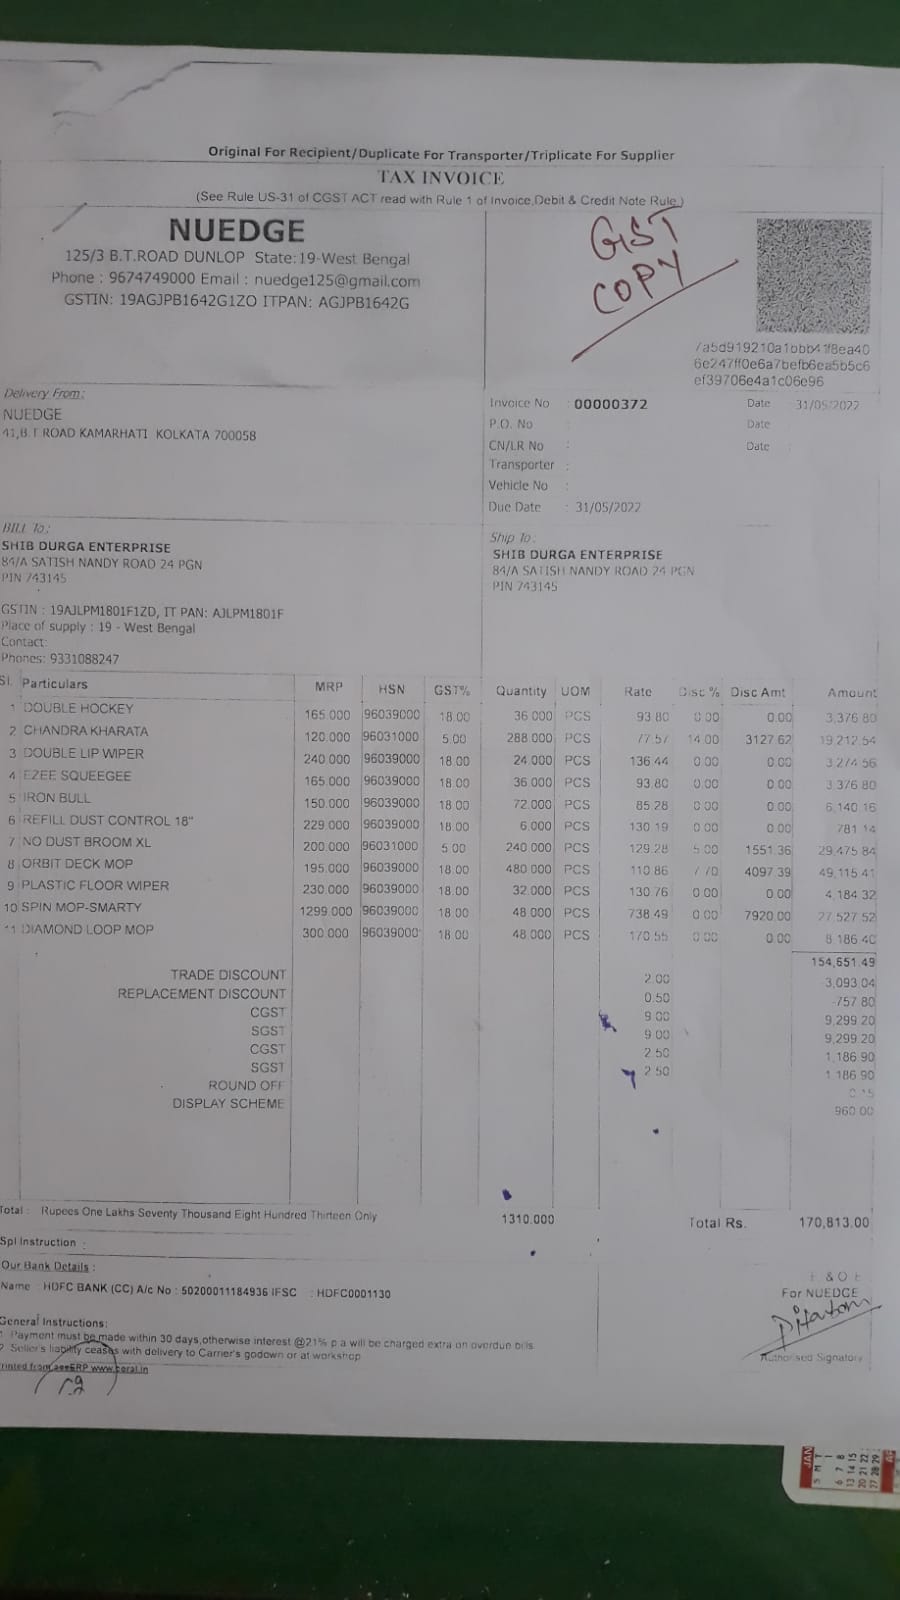 Original For Recipient/Duplicate For Transporter/Triplicate For Supplier
TAX INVOICE
(See Rule US-31 of CGST ACT read with Rule 1 of Invoice,Debit & Credit Note Rule.)
NUEDGE
125/3 B.T.ROAD DUNLOP State:19-West Bengal
Phone : 9674749000 Email : nuedge125@gmail.com
GSTIN: 19AGJPB1642G1ZO ITPAN: AGJPB1642G
GST
COPY
7a5d919210a1bbb41f8ea40
6e247ff0e6a7befb6ea5b5c6
ef39706e4a1c06e96
Delivery From:
NUEDGE
41,B.T ROAD KAMARHATI KOLKATA 700058
Invoice No : 00000372 Date : 31/05/2022
P.O. No : Date
CN/LR No : Date :
Transporter :
Vehicle No :
Due Date : 31/05/2022
BILL To:
SHIB DURGA ENTERPRISE
84/A SATISH NANDY ROAD 24 PGN
PIN 743145
GSTIN : 19AJLPM1801F1ZD, IT PAN: AJLPM1801F
Place of supply : 19 - West Bengal
Contact:
Phones: 9331088247
Ship To:
SHIB DURGA ENTERPRISE
84/A SATISH NANDY ROAD 24 PGN
PIN 743145
Sl. Particulars MRP HSN GST% Quantity UOM Rate Disc % Disc Amt Amount
1 DOUBLE HOCKEY 165.000 96039000 18.00 36.000 PCS 93.80 0.00 0.00 3,376.80
2 CHANDRA KHARATA 120.000 96031000 5.00 288.000 PCS 77.57 14.00 3127.62 19,212.54
3 DOUBLE LIP WIPER 240.000 96039000 18.00 24.000 PCS 136.44 0.00 0.00 3,274.56
4 EZEE SQUEEGEE 165.000 96039000 18.00 36.000 PCS 93.80 0.00 0.00 3,376.80
5 IRON BULL 150.000 96039000 18.00 72.000 PCS 85.28 0.00 0.00 6,140.16
6 REFILL DUST CONTROL 18" 229.000 96039000 18.00 6.000 PCS 130.19 0.00 0.00 781.14
7 NO DUST BROOM XL 200.000 96031000 5.00 240.000 PCS 129.28 5.00 1551.36 29,475.84
8 ORBIT DECK MOP 195.000 96039000 18.00 480.000 PCS 110.86 7.70 4097.39 49,115.41
9 PLASTIC FLOOR WIPER 230.000 96039000 18.00 32.000 PCS 130.76 0.00 0.00 4,184.32
10 SPIN MOP-SMARTY 1299.000 96039000 18.00 48.000 PCS 738.49 0.00 7920.00 27,527.52
11 DIAMOND LOOP MOP 300.000 96039000 18.00 48.000 PCS 170.55 0.00 0.00 8,186.40
154,651.49
TRADE DISCOUNT 2.00 -3,093.04
REPLACEMENT DISCOUNT 0.50 -757.80
CGST 9.00 9,299.20
SGST 9.00 9,299.20
CGST 2.50 1,186.90
SGST 2.50 1,186.90
ROUND OFF 0.15
DISPLAY SCHEME 960.00
Total : Rupees One Lakhs Seventy Thousand Eight Hundred Thirteen Only 1310.000 Total Rs. 170,813.00
Spl Instruction :
Our Bank Details :
Name : HDFC BANK (CC) A/c No : 50200011184936 IFSC : HDFC0001130
E & O E
For NUEDGE
General Instructions:
1 Payment must be made within 30 days,otherwise interest @21% p.a will be charged extra on overdun bills
2 Seller's liability ceases with delivery to Carrier's godown or at workshop
Authorised Signatory
JAN
S M T
6 7 8
13 14 15
20 21 22
27 28 29